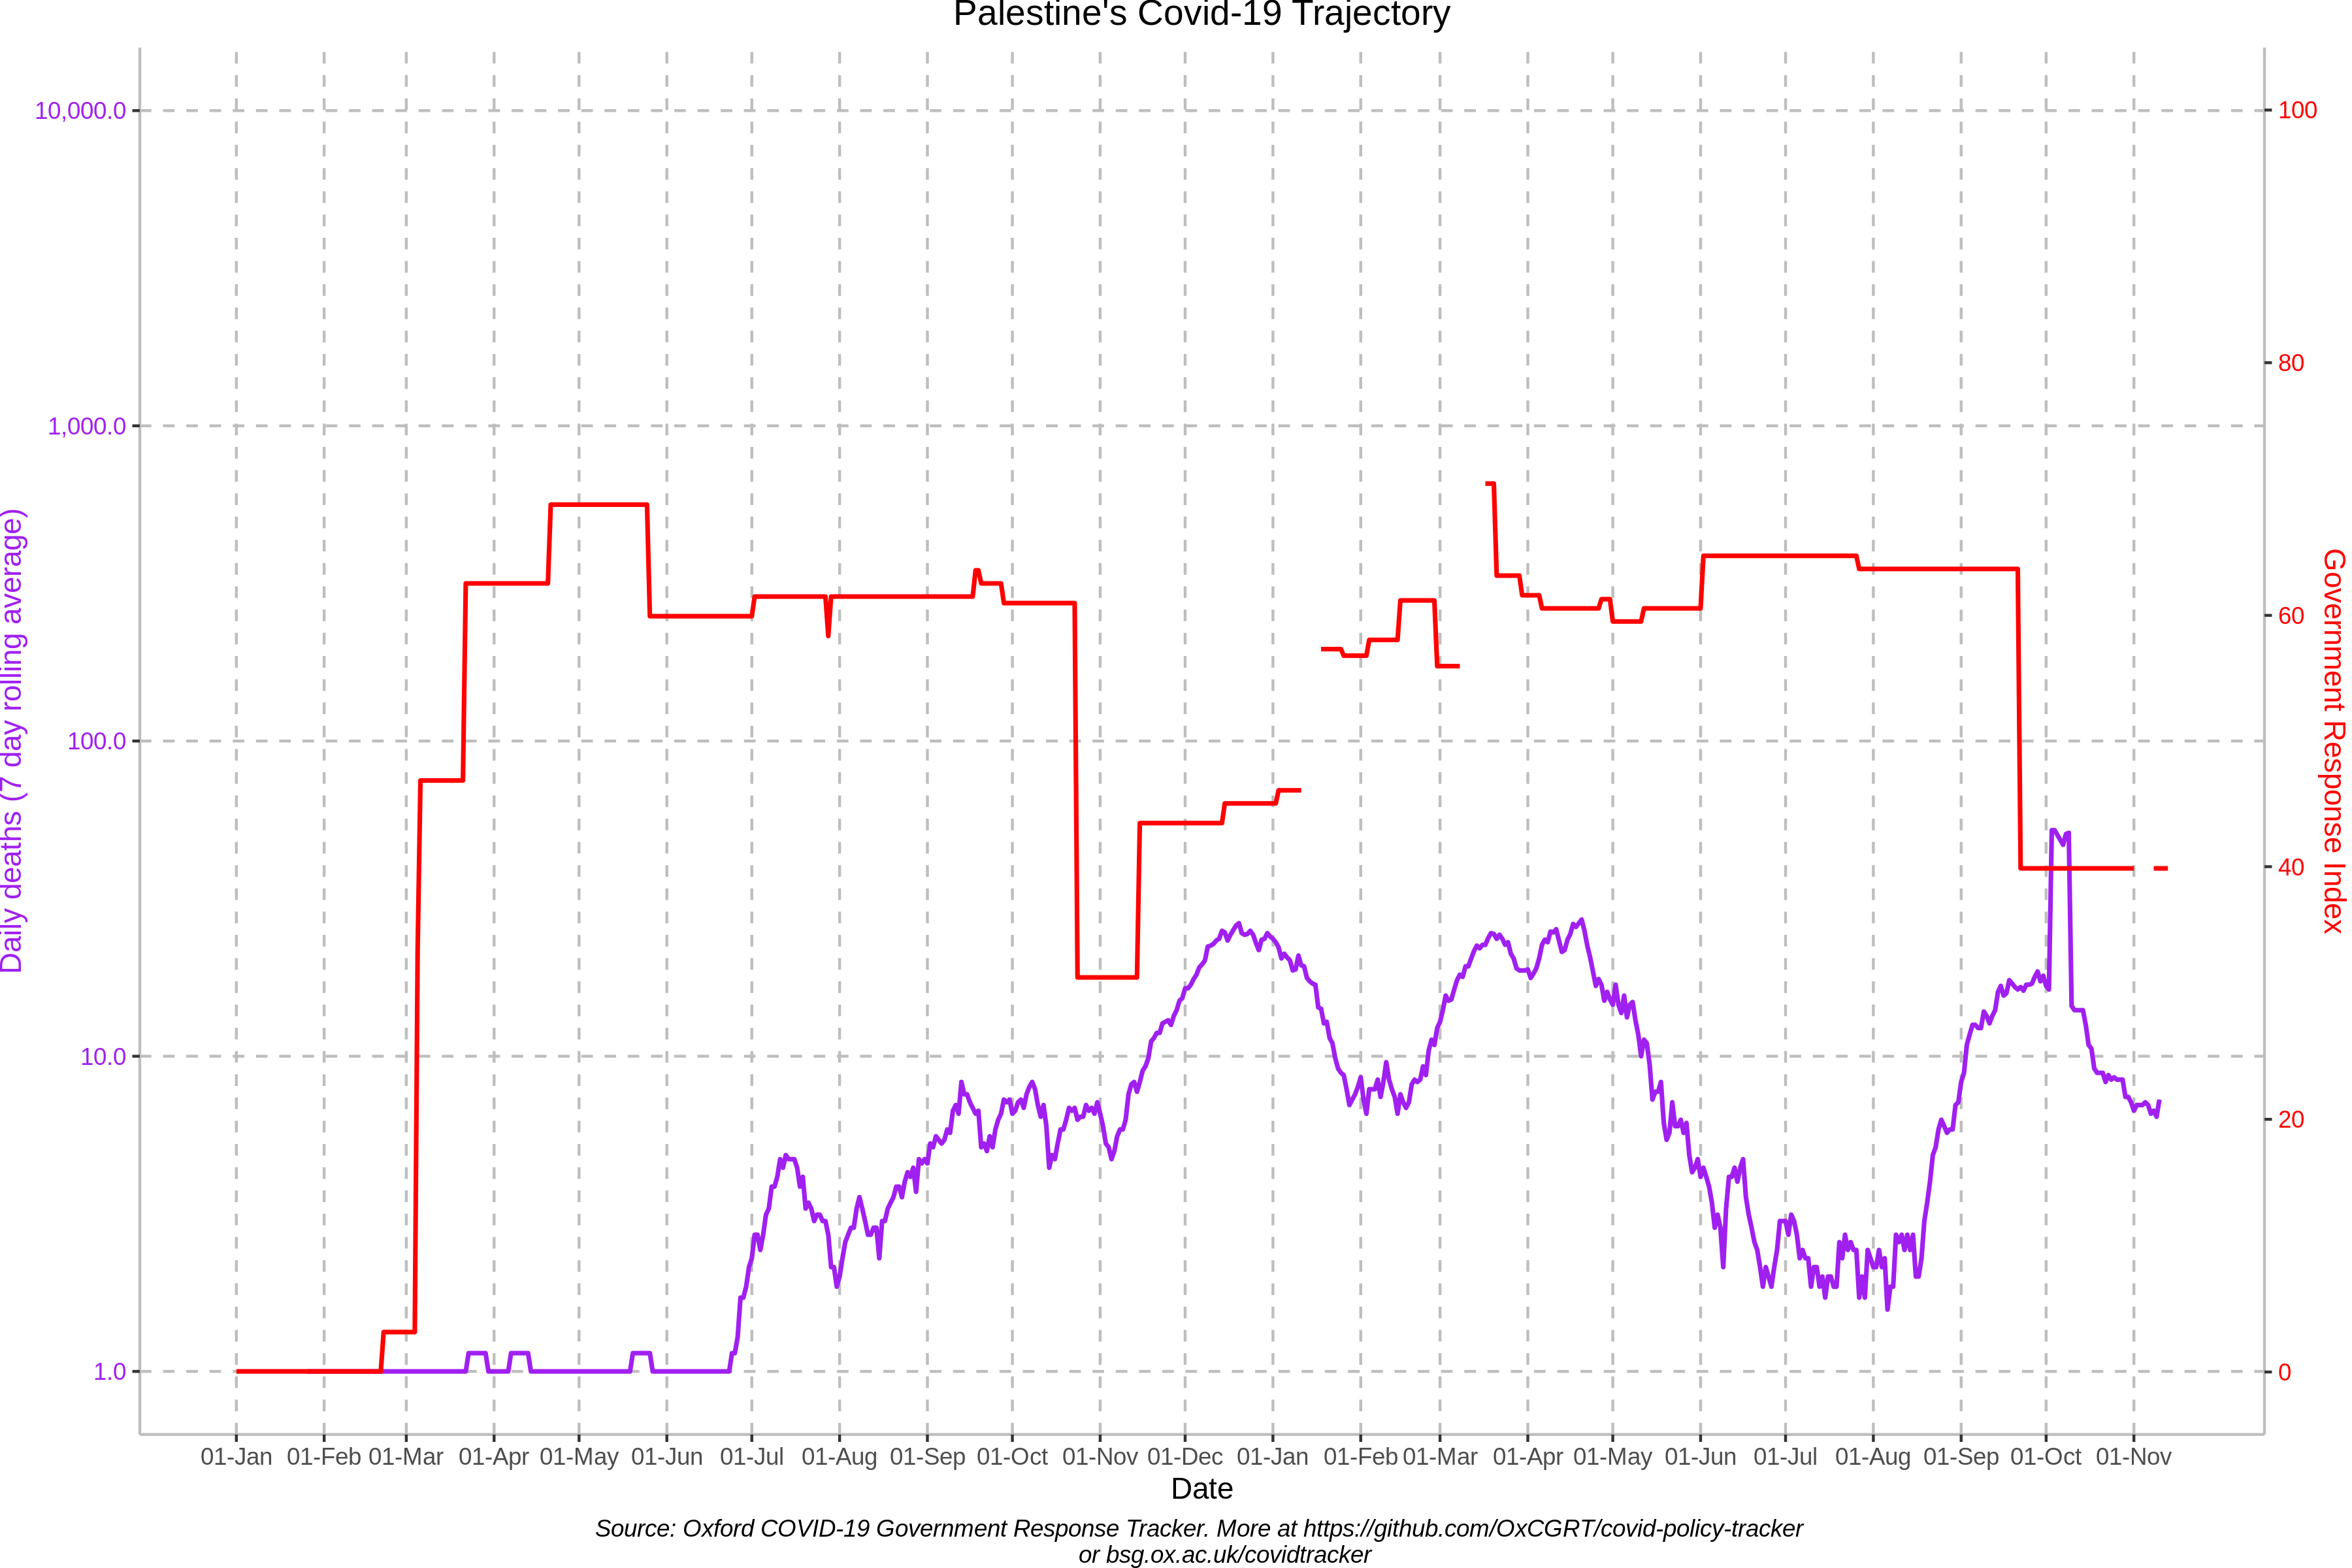 Palestine's Covid-19 Trajectory
10,000.0
1,000.0
100.0
10.0
1.0
Daily deaths (7 day rolling average)
100
80
60
40
20
0
Government Response Index
01-Jan 01-Feb 01-Mar 01-Apr 01-May 01-Jun 01-Jul 01-Aug 01-Sep 01-Oct 01-Nov 01-Dec 01-Jan 01-Feb 01-Mar 01-Apr 01-May 01-Jun 01-Jul 01-Aug 01-Sep 01-Oct 01-Nov
Date
Source: Oxford COVID-19 Government Response Tracker. More at https://github.com/OxCGRT/covid-policy-tracker
or bsg.ox.ac.uk/covidtracker